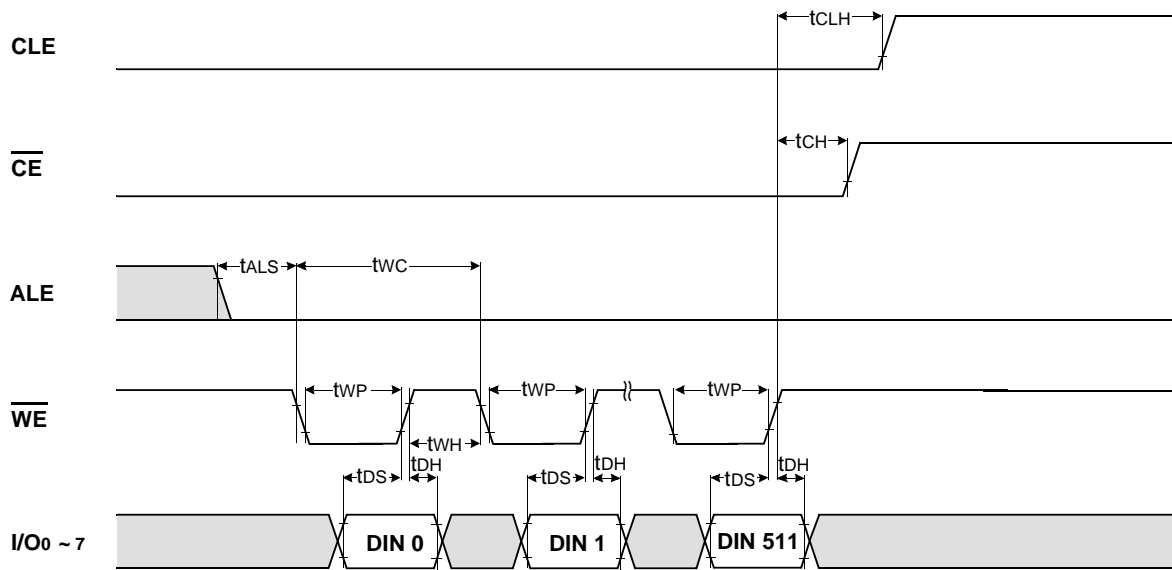 tCLH
CLE
tCH
CE
tALS
tWC
ALE
tWP
tWP
tWP
WE
tWH
tDS
tDH
tDS
tDH
tDS
tDH
I/O0 ~ 7
DIN 0
DIN 1
DIN 511